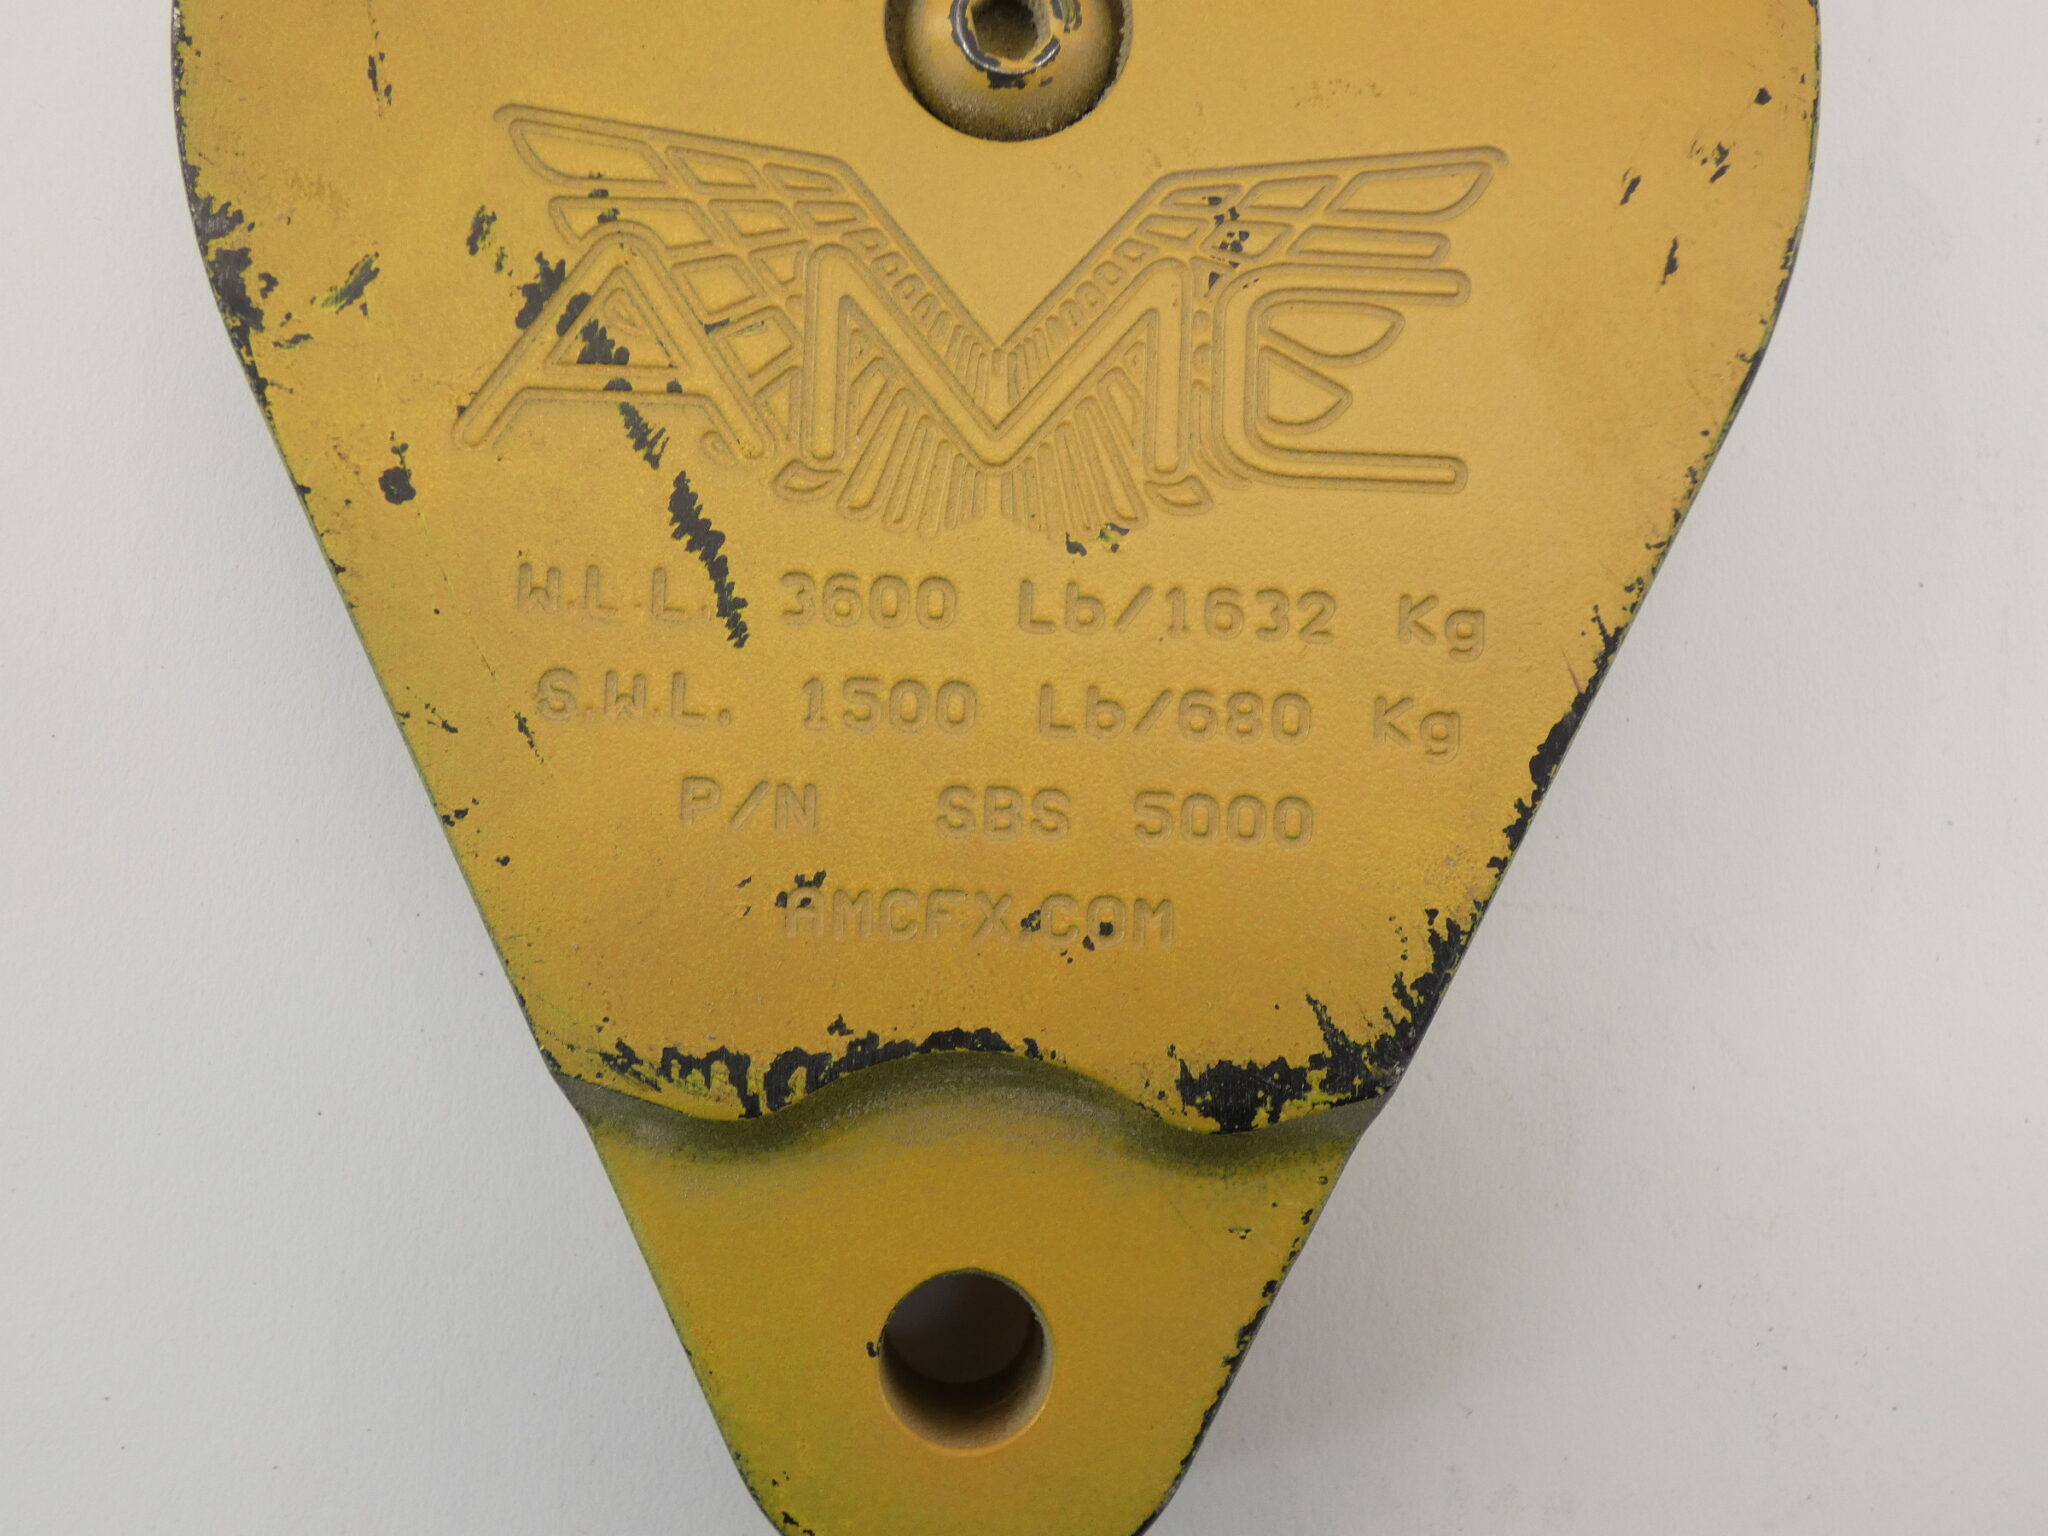 AMC
W.L.L. 3600 Lb/1632 Kg
S.W.L. 1500 Lb/680 Kg
P/N SBS 5000
AMCFX.COM